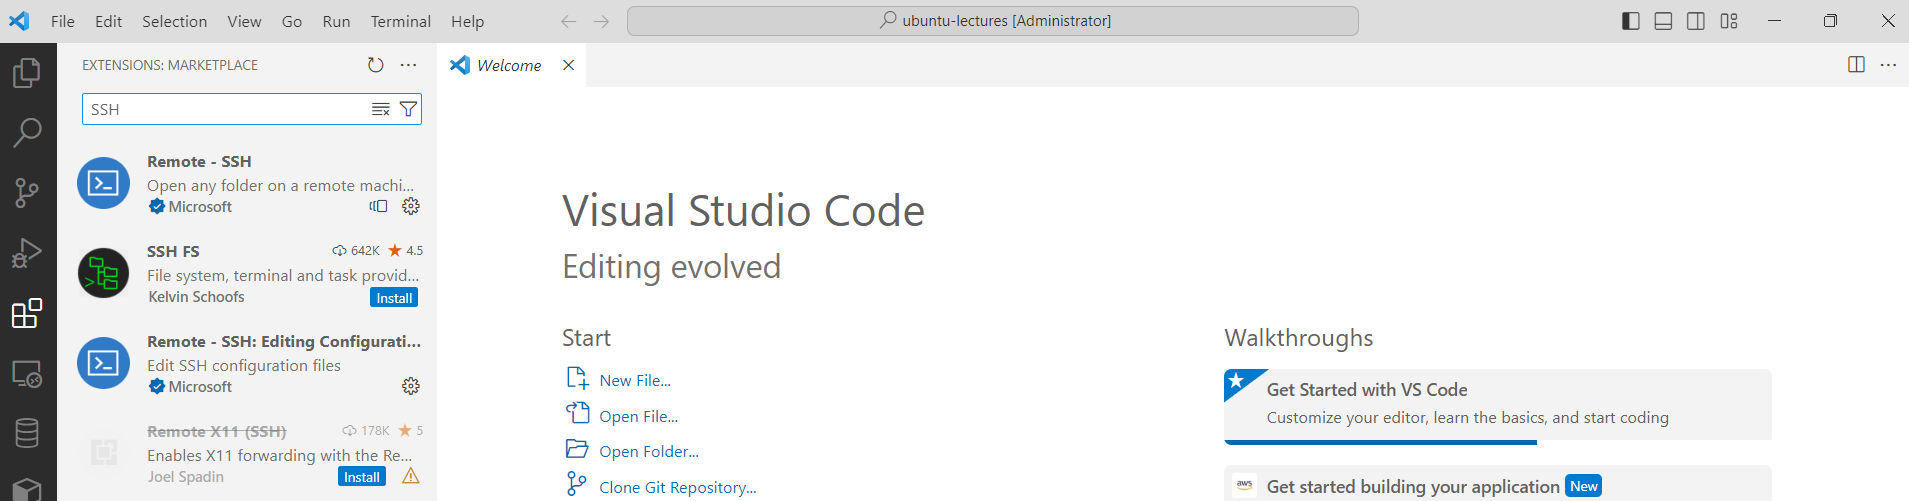 File Edit Selection View Go Run Terminal Help
ubuntu-lectures [Administrator]
EXTENSIONS: MARKETPLACE
SSH
Remote - SSH
Open any folder on a remote machi...
Microsoft
SSH FS 642K 4.5
File system, terminal and task provid...
Kelvin Schoofs Install
Remote - SSH: Editing Configurati...
Edit SSH configuration files
Microsoft
Remote X11 (SSH) 178K 5
Enables X11 forwarding with the Re...
Joel Spadin Install
Welcome
Visual Studio Code
Editing evolved
Start
New File...
Open File...
Open Folder...
Clone Git Repository...
Walkthroughs
Get Started with VS Code
Customize your editor, learn the basics, and start coding
aws Get started building your application New